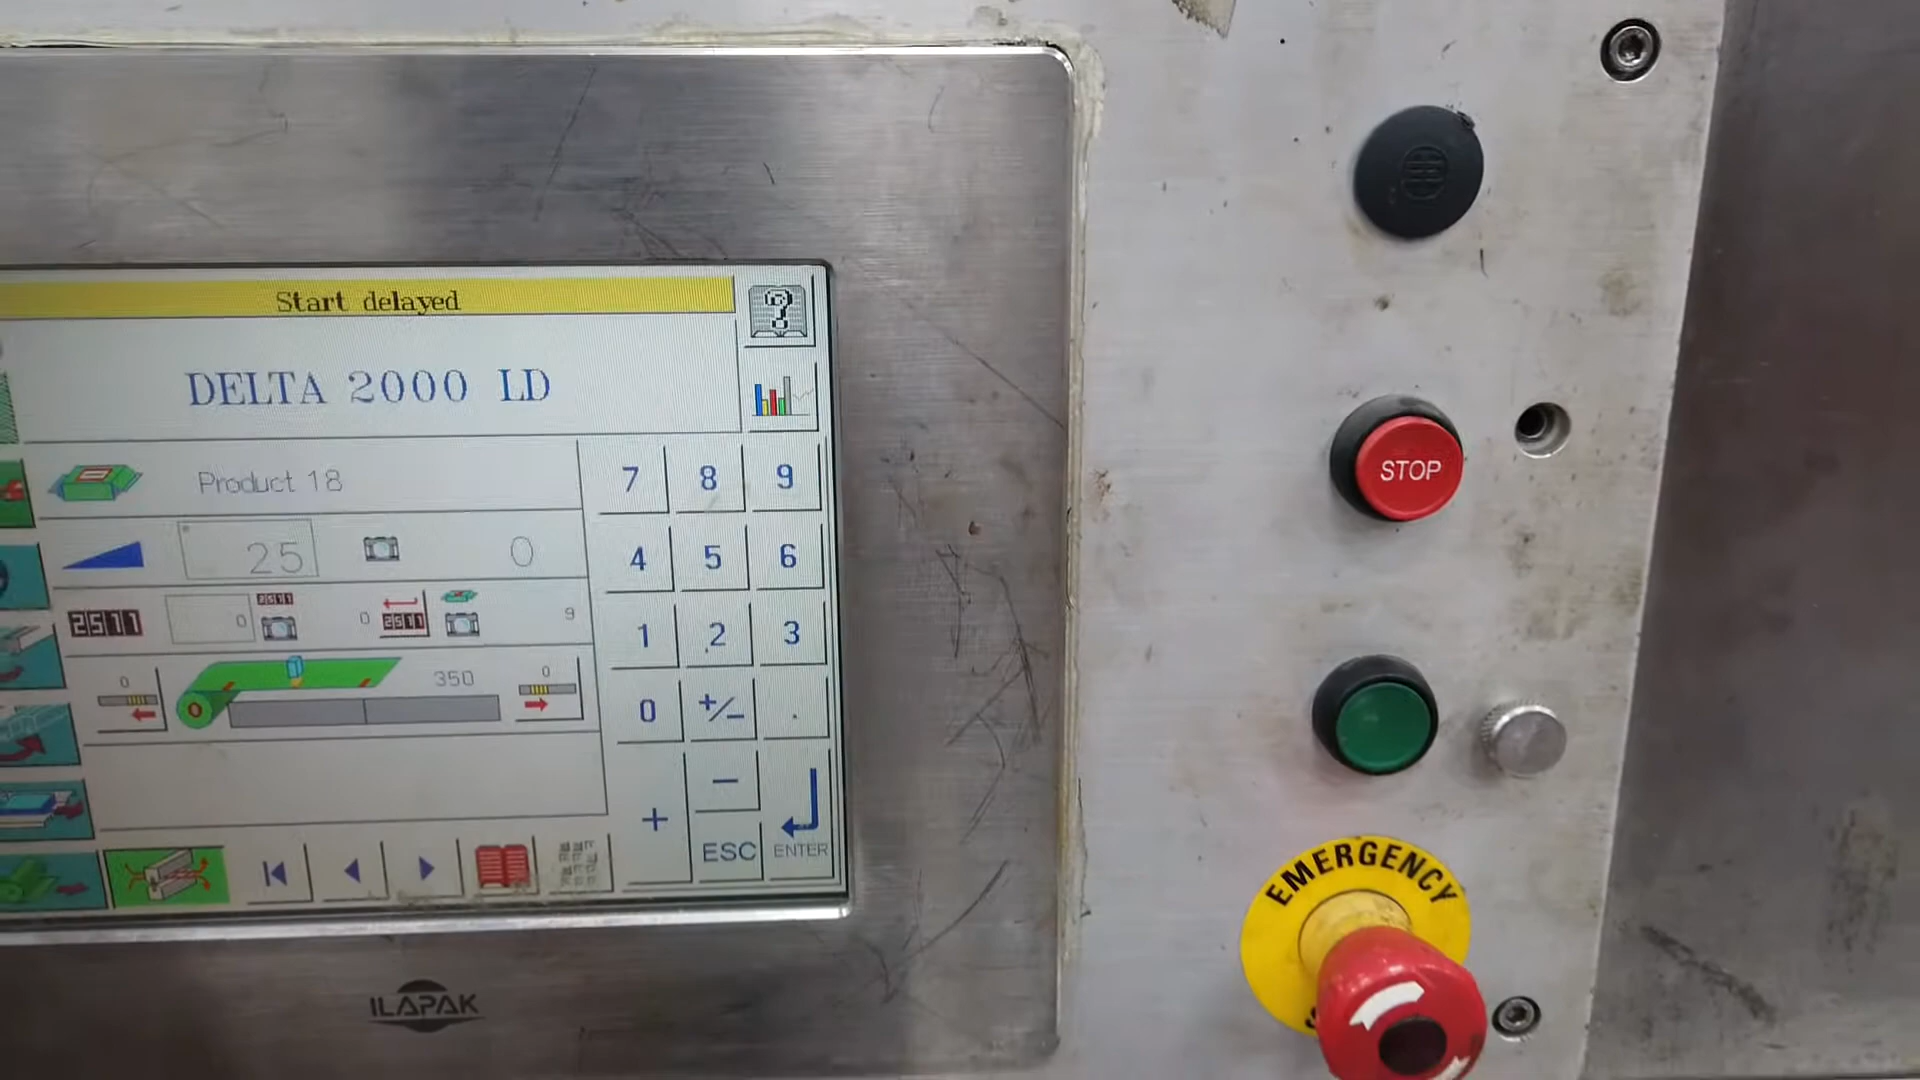 Start delayed
DELTA 2000 LD
Product 18
7 8 9
25 0
4 5 6
2511 0 2511 0 2511 9
1 2 3
0 350 0
0 +/- .
-
+ ESC ENTER
ILAPAK
STOP
EMERGENCY